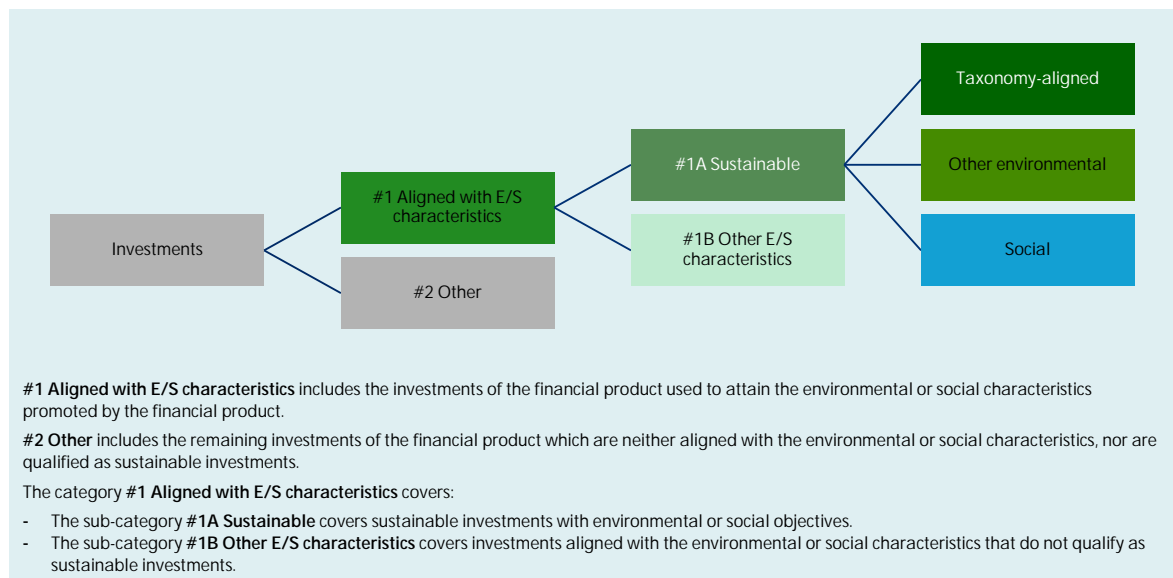 Taxonomy-aligned
#1A Sustainable
Other environmental
#1 Aligned with E/S
characteristics
Investments
#1B Other E/S
characteristics
Social
#2 Other
#1 Aligned with E/S characteristics includes the investments of the financial product used to attain the environmental or social characteristics
promoted by the financial product.
#2 Other includes the remaining investments of the financial product which are neither aligned with the environmental or social characteristics, nor are
qualified as sustainable investments.
The category #1 Aligned with E/S characteristics covers:
- The sub-category #1A Sustainable covers sustainable investments with environmental or social objectives.
- The sub-category #1B Other E/S characteristics covers investments aligned with the environmental or social characteristics that do not qualify as
sustainable investments.